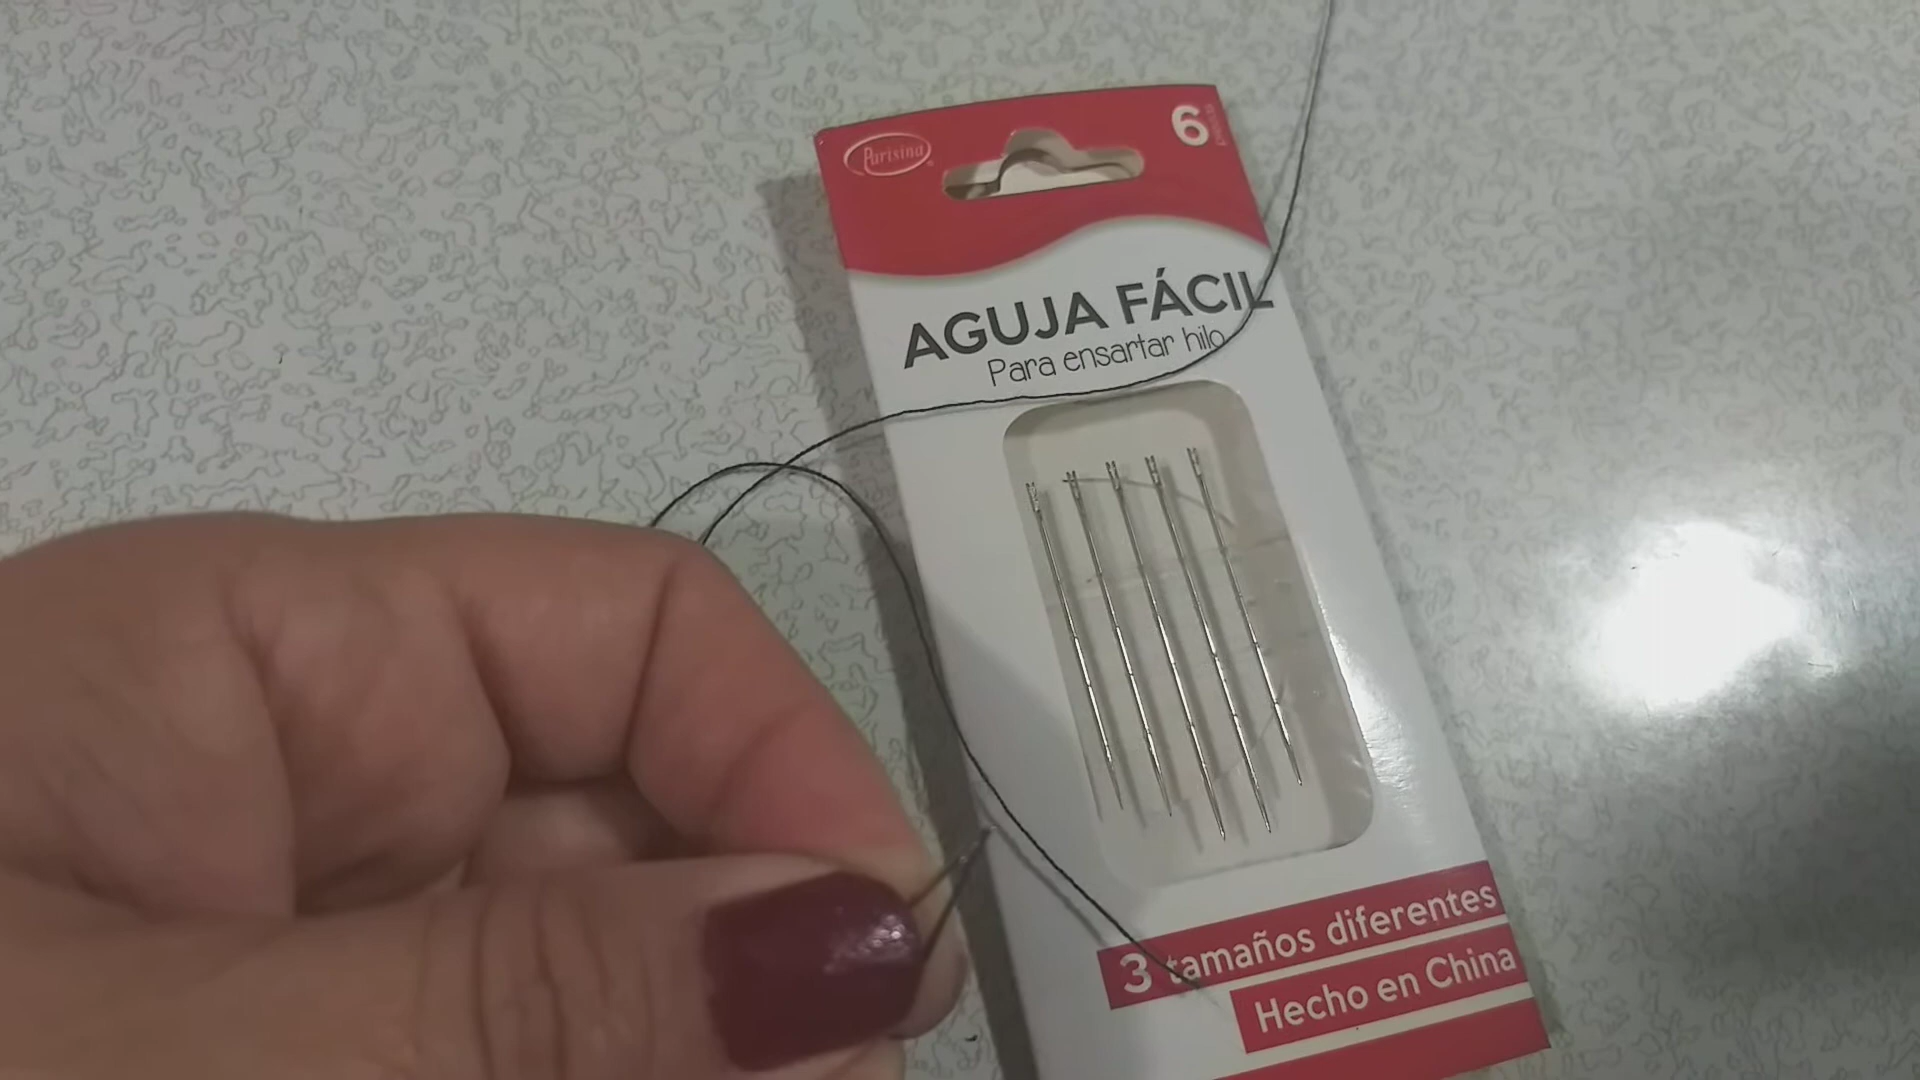 Parisina
6
AGUJA FÁCIL
Para ensartar hilo
3 tamaños diferentes
Hecho en China